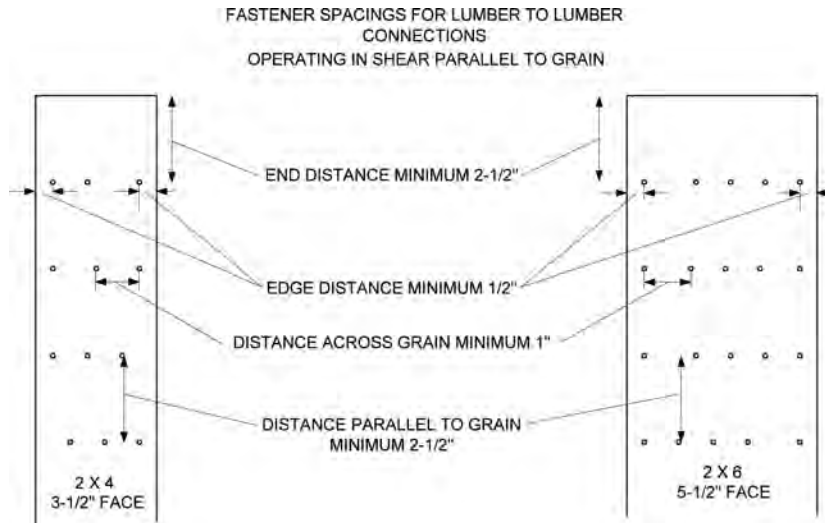 FASTENER SPACINGS FOR LUMBER TO LUMBER
CONNECTIONS
OPERATING IN SHEAR PARALLEL TO GRAIN
END DISTANCE MINIMUM 2-1/2"
EDGE DISTANCE MINIMUM 1/2"
DISTANCE ACROSS GRAIN MINIMUM 1"
DISTANCE PARALLEL TO GRAIN
MINIMUM 2-1/2"
2 X 4
3-1/2" FACE
2 X 6
5-1/2" FACE